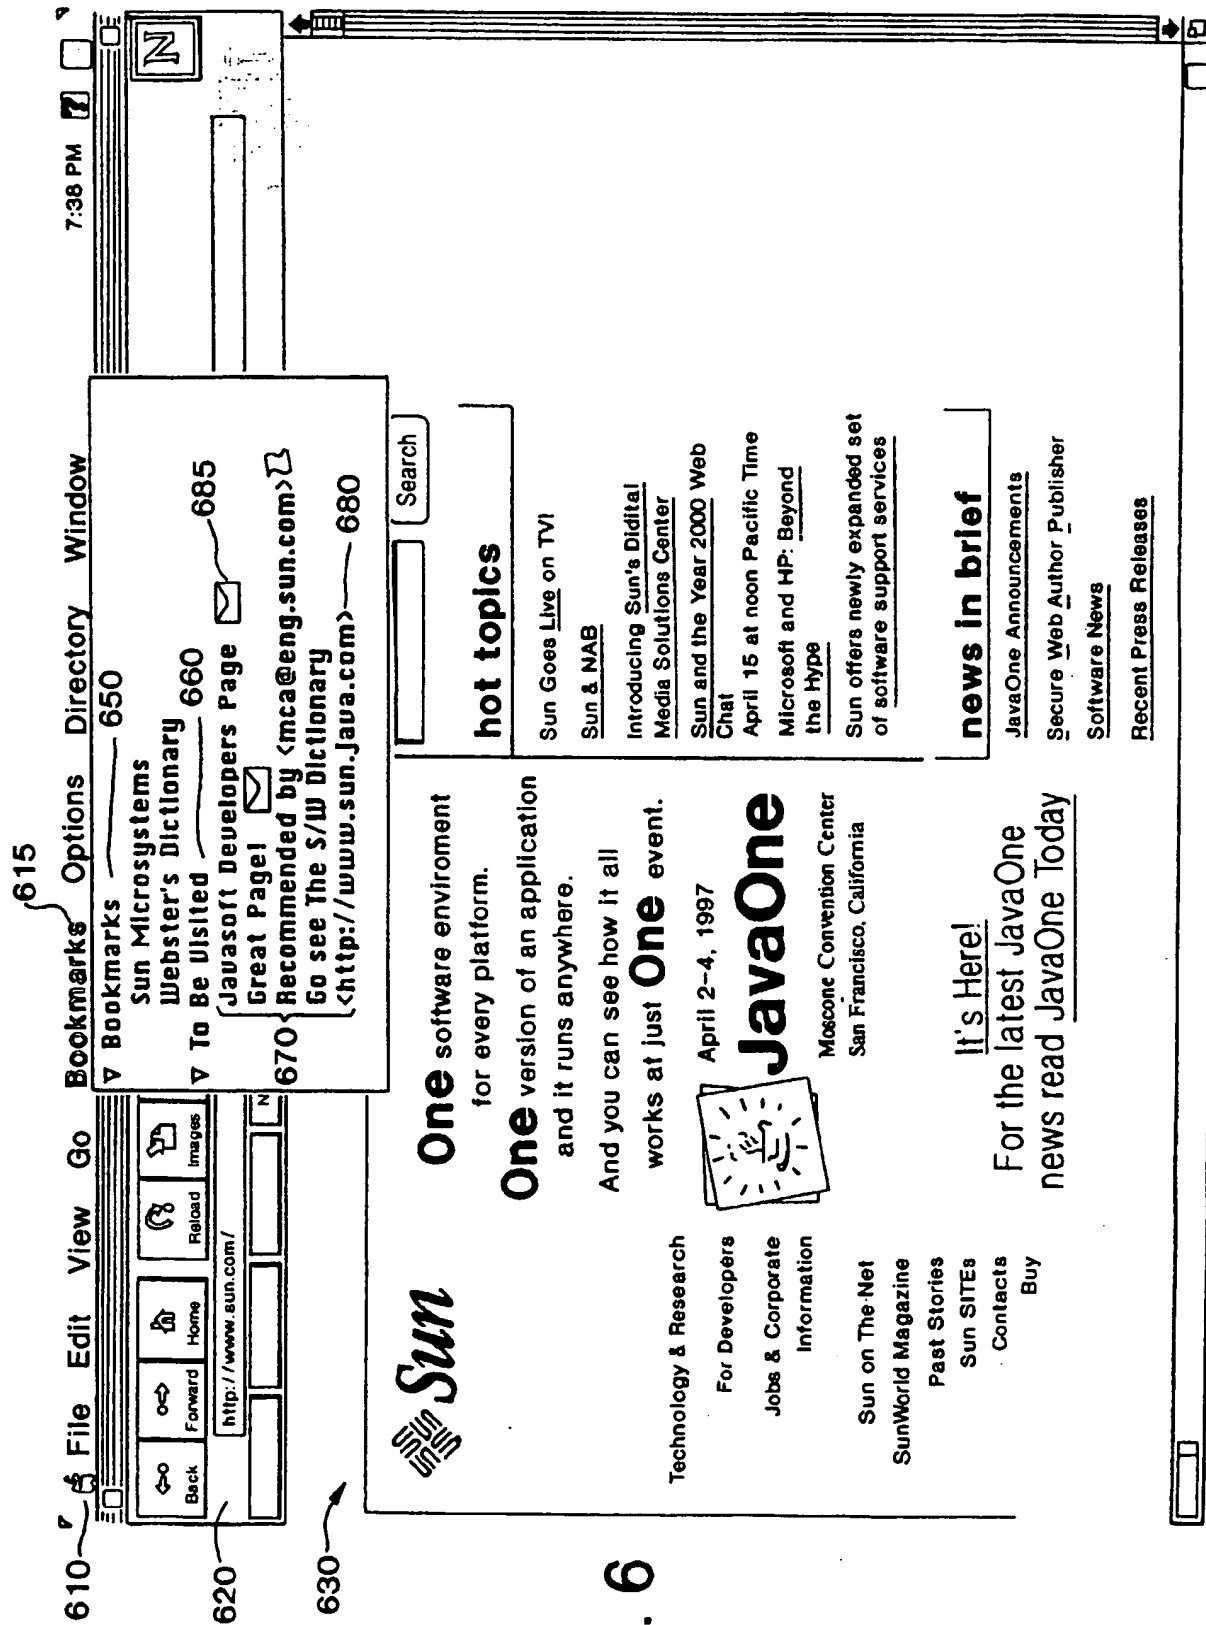 615
610
File Edit View Go Bookmarks Options Directory Window
7:38 PM ?
Back Forward Home Reload Images
N
620
http://www.sun.com/
N
▽ Bookmarks 650
Sun Microsystems
Webster's Dictionary
▽ To Be Visited 660
Javasoft Developers Page 685
Great Page!
670 Recommended by <mca@eng.sun.com>
Go see The S/W Dictionary
<http://www.sun.Java.com> 680
630
Search
Sun
Technology & Research
For Developers
Jobs & Corporate
Information
Sun on The Net
SunWorld Magazine
Past Stories
Sun SITEs
Contacts
Buy
One software enviroment
for every platform.
One version of an application
and it runs anywhere.
And you can see how it all
works at just One event.
April 2-4, 1997
JavaOne
Moscone Convention Center
San Francisco, California
It's Here!
For the latest JavaOne
news read JavaOne Today
hot topics
Sun Goes Live on TV!
Sun & NAB
Introducing Sun's Didital
Media Solutions Center
Sun and the Year 2000 Web
Chat
April 15 at noon Pacific Time
Microsoft and HP: Beyond
the Hype
Sun offers newly expanded set
of software support services
news in brief
JavaOne Announcements
Secure Web Author Publisher
Software News
Recent Press Releases
. 6